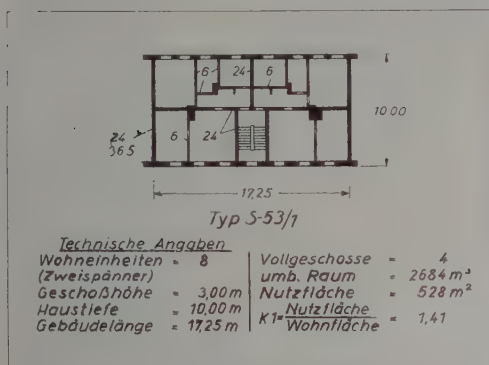 6 24 6
10.00
24 6 24
36.5
17,25
Typ S-53/1
Technische Angaben
Wohneinheiten = 8
(Zweispänner)
Geschoßhöhe = 3,00 m
Haustiefe = 10,00 m
Gebäudelänge = 17,25 m
Vollgeschosse = 4
umb. Raum = 2684 m³
Nutzfläche = 528 m²
K1= Nutzfläche / Wohnfläche = 1,41